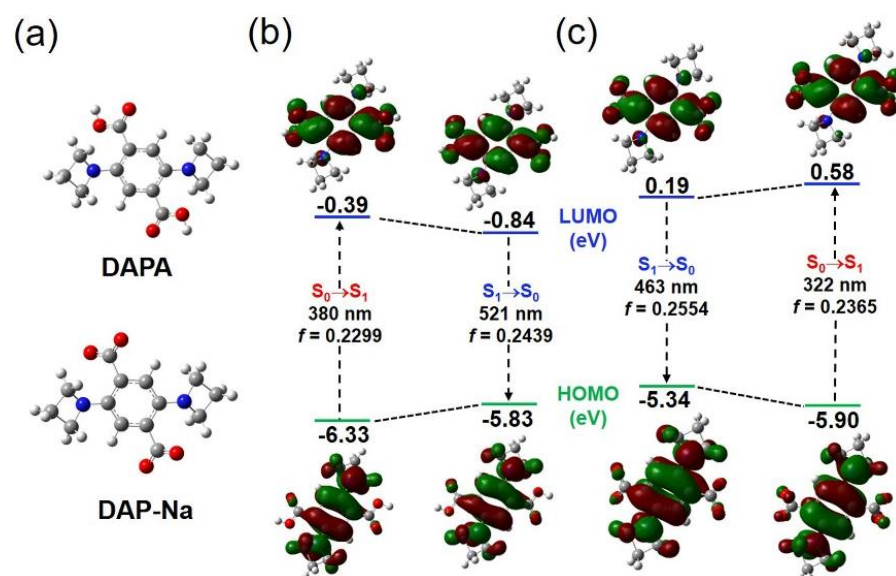 (a)
DAPA
DAP-Na
(b)
-0.39
-0.84
S₀→S₁
380 nm
f = 0.2299
S₁→S₀
521 nm
f = 0.2439
-6.33
-5.83
LUMO
(eV)
HOMO
(eV)
(c)
0.19
0.58
S₁→S₀
463 nm
f = 0.2554
S₀→S₁
322 nm
f = 0.2365
-5.34
-5.90